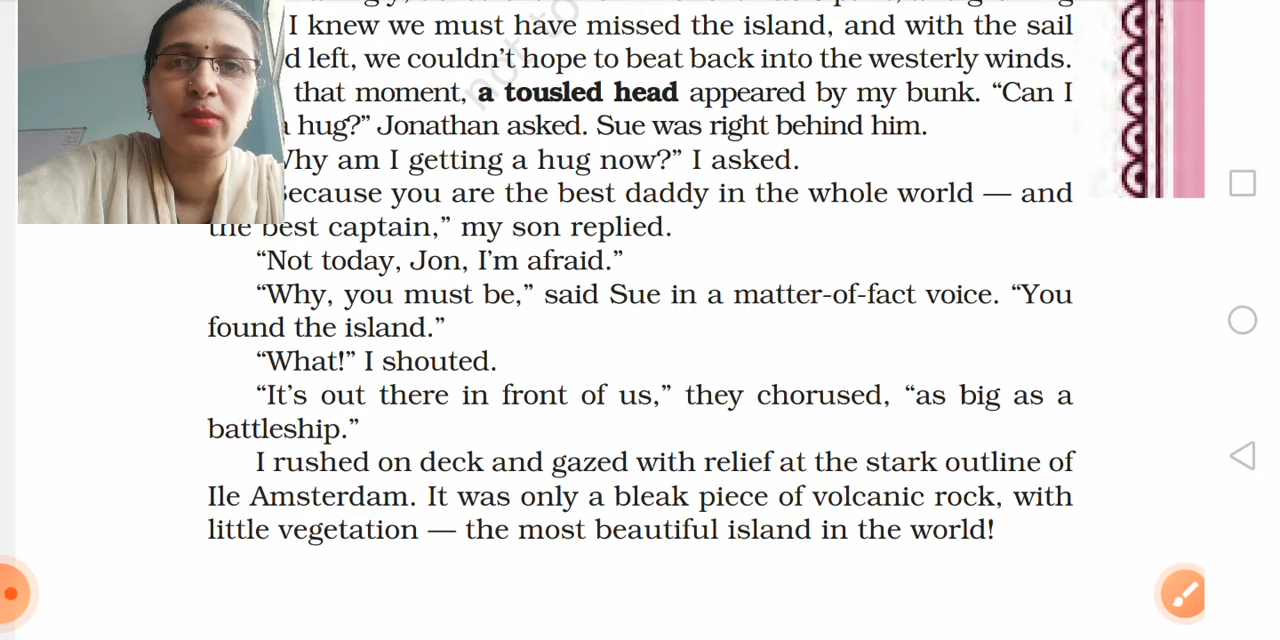 I knew we must have missed the island, and with the sail
left, we couldn’t hope to beat back into the westerly winds.
that moment, a tousled head appeared by my bunk. “Can I
hug?” Jonathan asked. Sue was right behind him.
am I getting a hug now?” I asked.
you are the best daddy in the whole world — and
the best captain,” my son replied.
“Not today, Jon, I’m afraid.”
“Why, you must be,” said Sue in a matter-of-fact voice. “You
found the island.”
“What!” I shouted.
“It’s out there in front of us,” they chorused, “as big as a
battleship.”
I rushed on deck and gazed with relief at the stark outline of
Ile Amsterdam. It was only a bleak piece of volcanic rock, with
little vegetation — the most beautiful island in the world!
not to